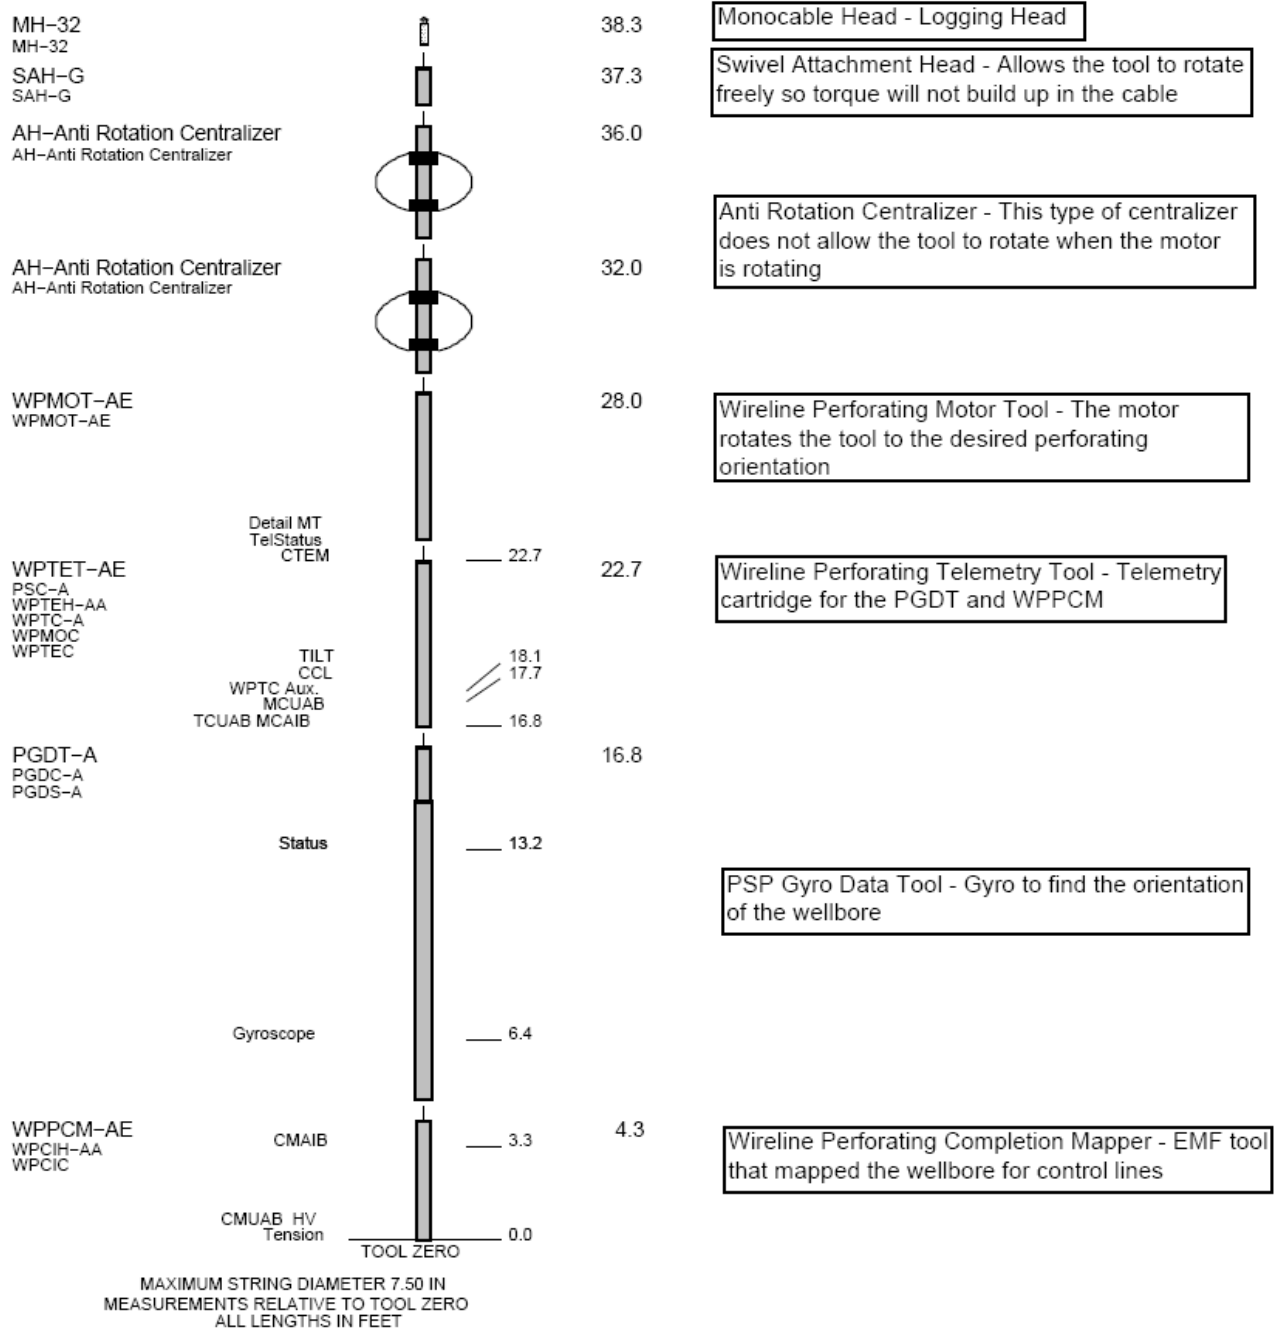 MH−32
MH−32
38.3
Monocable Head - Logging Head
SAH−G
SAH−G
37.3
Swivel Attachment Head - Allows the tool to rotate
freely so torque will not build up in the cable
AH−Anti Rotation Centralizer
AH−Anti Rotation Centralizer
36.0
Anti Rotation Centralizer - This type of centralizer
does not allow the tool to rotate when the motor
is rotating
AH−Anti Rotation Centralizer
AH−Anti Rotation Centralizer
32.0
WPMOT−AE
WPMOT−AE
28.0
Wireline Perforating Motor Tool - The motor
rotates the tool to the desired perforating
orientation
Detail MT
TelStatus
CTEM 22.7
WPTET−AE
PSC−A
WPTEH−AA
WPTC−A
WPMOC
WPTEC
22.7
Wireline Perforating Telemetry Tool - Telemetry
cartridge for the PGDT and WPPCM
TILT 18.1
CCL 17.7
WPTC Aux.
MCUAB
TCUAB MCAIB 16.8
PGDT−A
PGDC−A
PGDS−A
16.8
Status 13.2
PSP Gyro Data Tool - Gyro to find the orientation
of the wellbore
Gyroscope 6.4
WPPCM−AE
WPCIH−AA
WPCIC
4.3
CMAIB 3.3
Wireline Perforating Completion Mapper - EMF tool
that mapped the wellbore for control lines
CMUAB HV
Tension 0.0
TOOL ZERO
MAXIMUM STRING DIAMETER 7.50 IN
MEASUREMENTS RELATIVE TO TOOL ZERO
ALL LENGTHS IN FEET